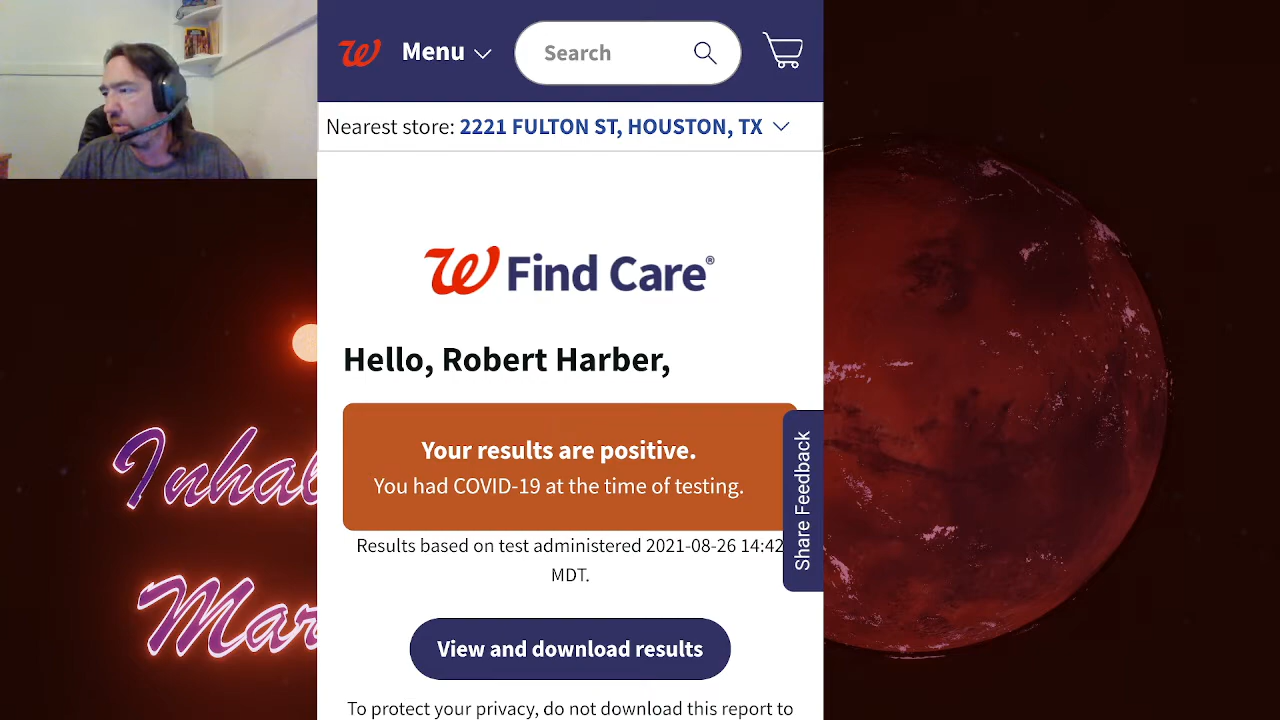 Menu
Search
Nearest store: 2221 FULTON ST, HOUSTON, TX
Find Care®
Hello, Robert Harber,
Your results are positive.
You had COVID-19 at the time of testing.
Share Feedback
Results based on test administered 2021-08-26 14:42
MDT.
View and download results
To protect your privacy, do not download this report to